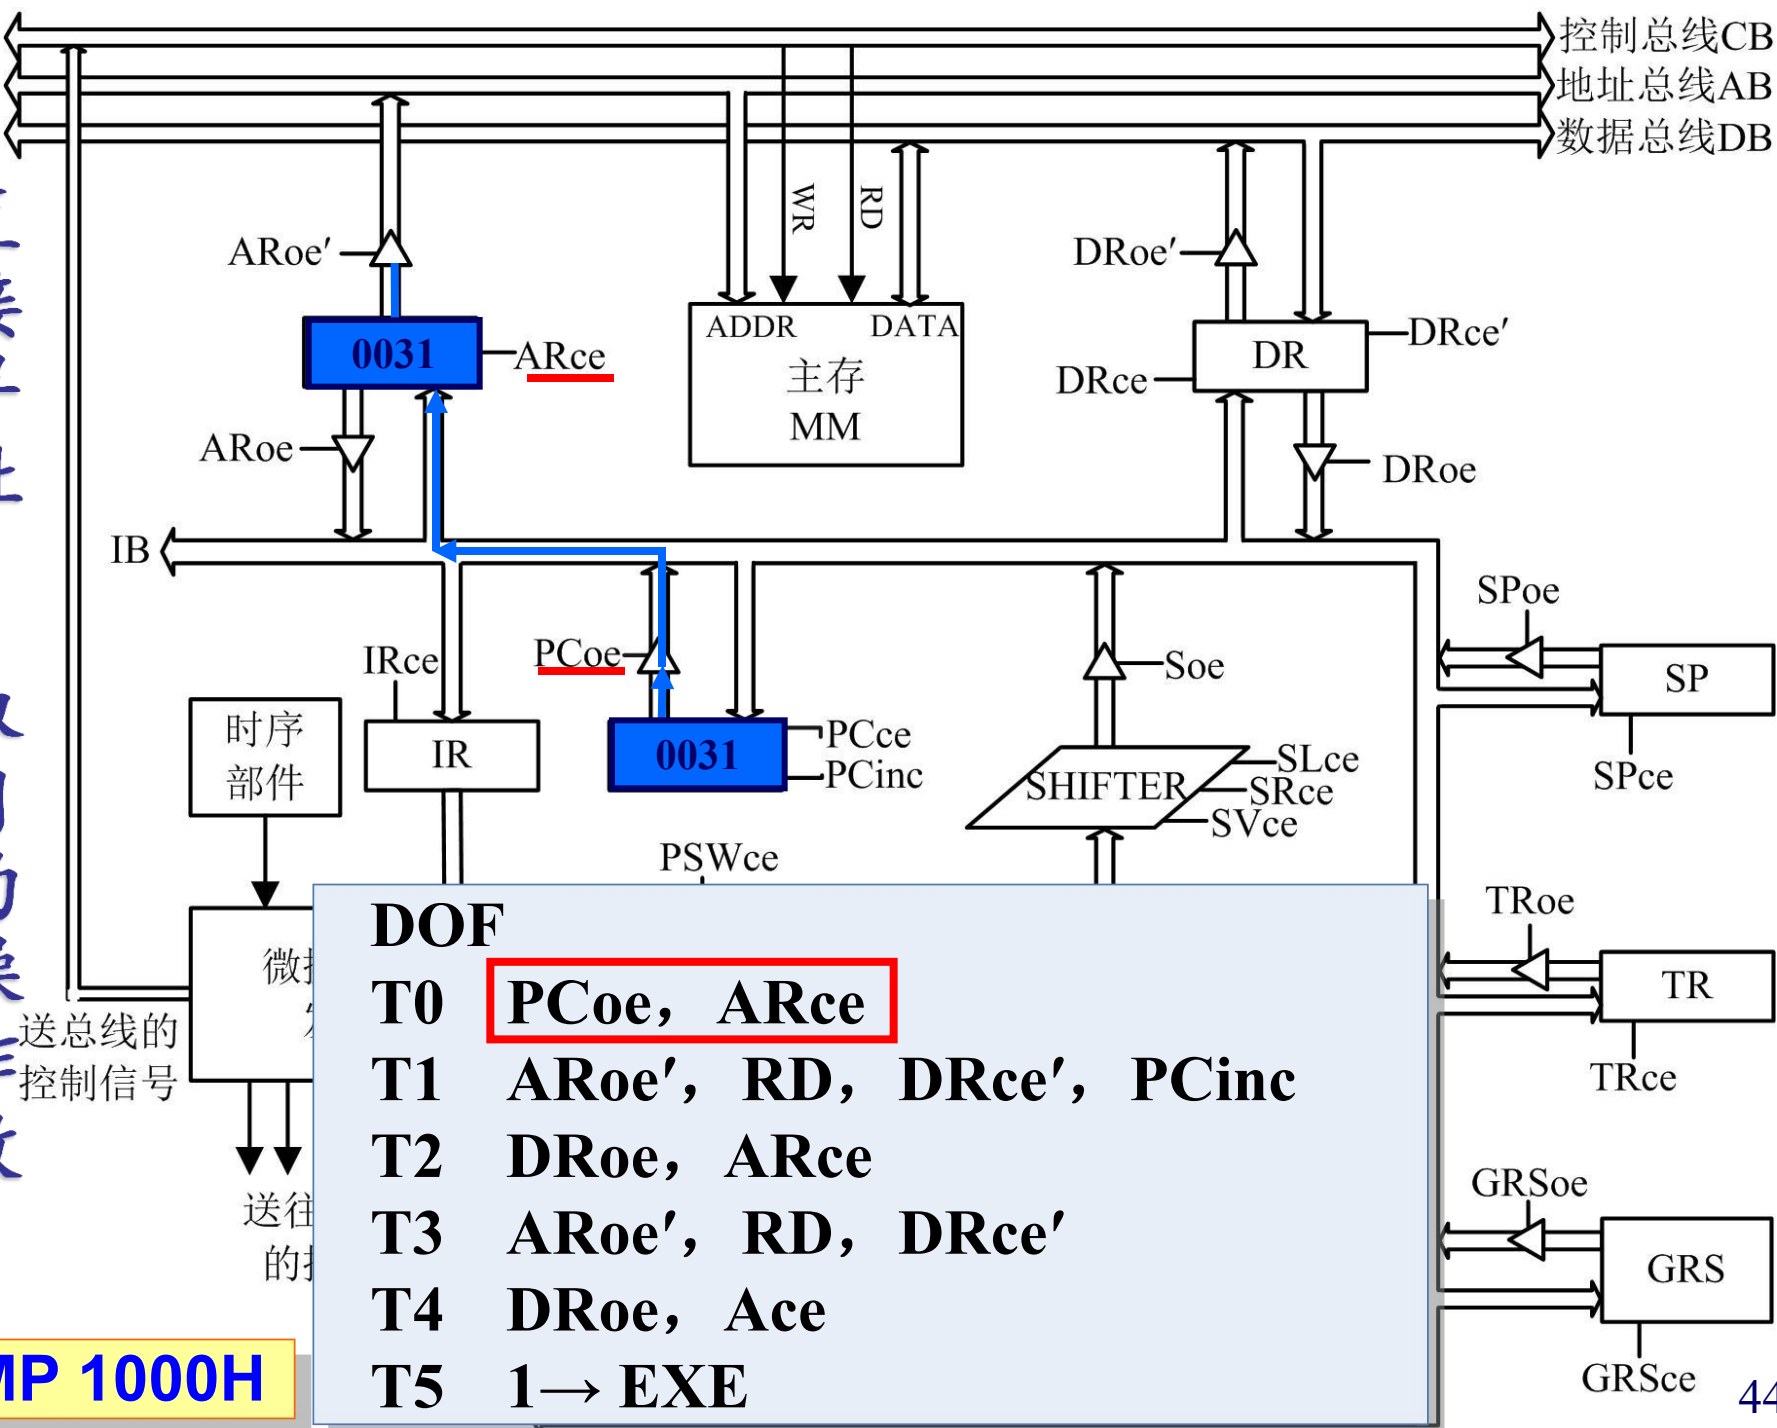 控制总线CB
地址总线AB
数据总线DB
WR
RD
ARoe′
DRoe′
0031
ARce
ADDR
DATA
主存
MM
DR
DRce′
DRce
ARoe
DRoe
IB
SPoe
IRce
PCoe
Soe
SP
时序
部件
IR
0031
PCce
PCinc
SHIFTER
SLce
SRce
SVce
SPce
PSWce
TRoe
DOF
T0 PCoe， ARce
TR
送总线的
控制信号
T1 ARoe′， RD， DRce′， PCinc
TRce
T2 DRoe， ARce
GRSoe
送往
的
T3 ARoe′， RD， DRce′
GRS
T4 DRoe， Ace
MP 1000H
T5 1→ EXE
GRSce
44